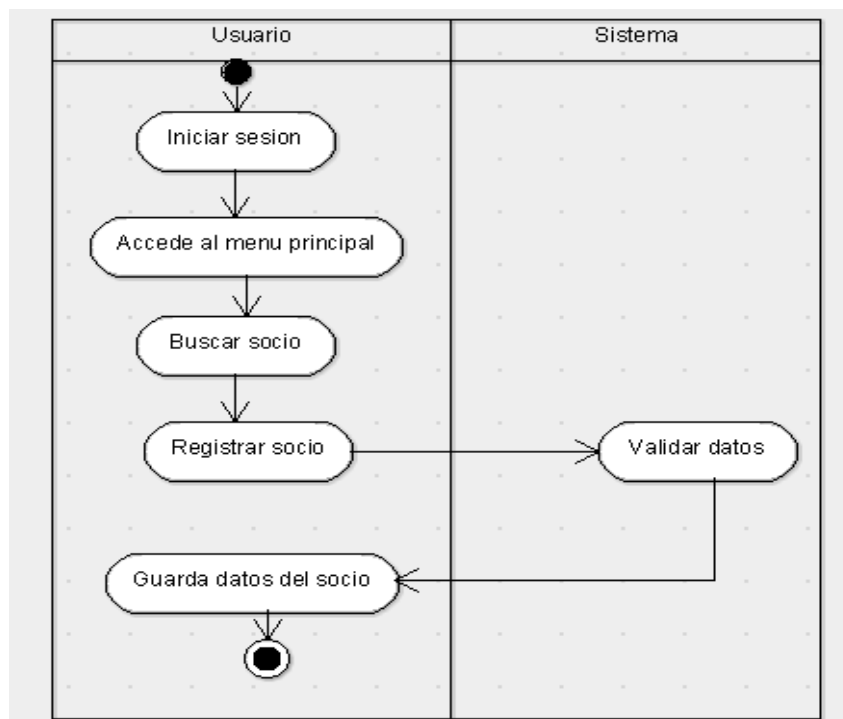 Usuario
Sistema
Iniciar sesion
Accede al menu principal
Buscar socio
Registrar socio
Validar datos
Guarda datos del socio